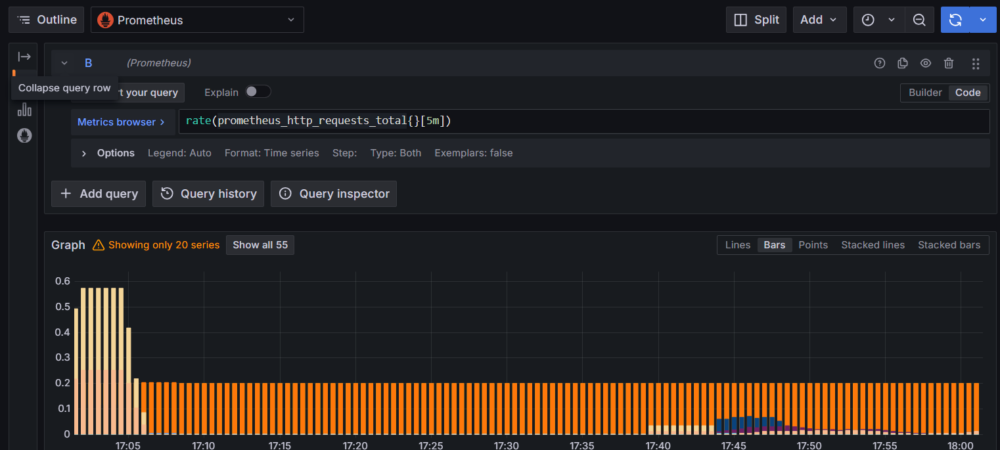 Outline
Prometheus
Split
Add
B (Prometheus)
Collapse query row
t your query
Explain
Builder
Code
Metrics browser >
rate(prometheus_http_requests_total{}[5m])
Options Legend: Auto Format: Time series Step: Type: Both Exemplars: false
+ Add query
Query history
Query inspector
Graph
Showing only 20 series
Show all 55
Lines
Bars
Points
Stacked lines
Stacked bars
0.6
0.5
0.4
0.3
0.2
0.1
0
17:05 17:10 17:15 17:20 17:25 17:30 17:35 17:40 17:45 17:50 17:55 18:00